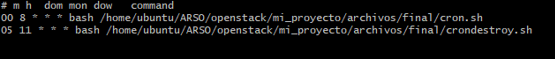 # m h  dom mon dow   command
00 8 * * * bash /home/ubuntu/ARSO/openstack/mi_proyecto/archivos/final/cron.sh
05 11 * * * bash /home/ubuntu/ARSO/openstack/mi_proyecto/archivos/final/crondestroy.sh